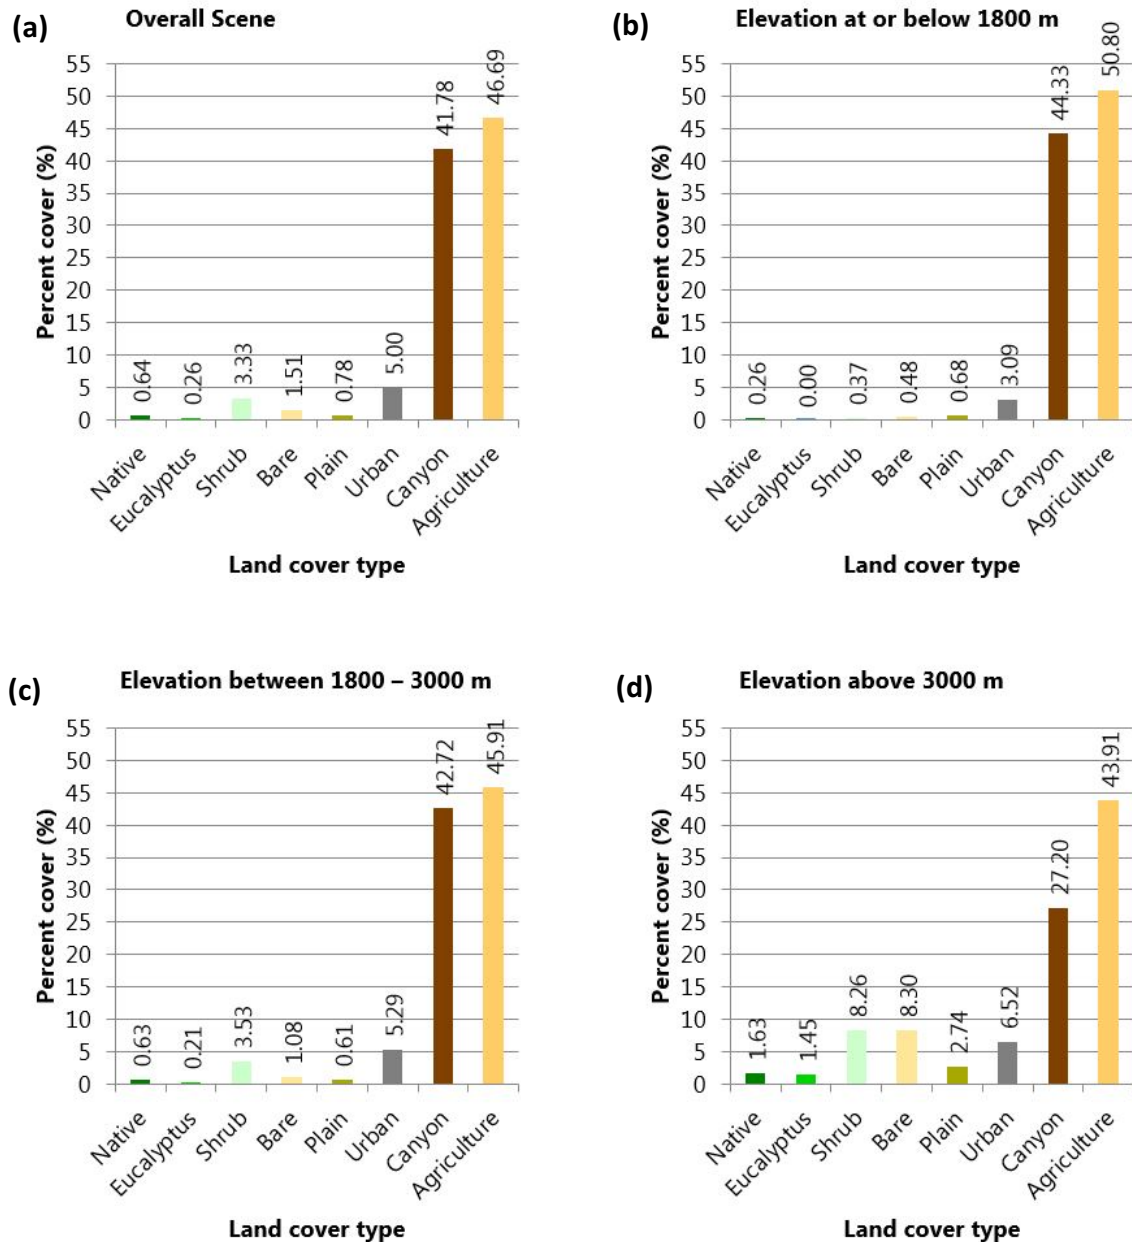 (a) Overall Scene
Percent cover (%)
55
50
45
40
35
30
25
20
15
10
5
0
0.64
0.26
3.33
1.51
0.78
5.00
41.78
46.69
Native
Eucalyptus
Shrub
Bare
Plain
Urban
Canyon
Agriculture
Land cover type
(b) Elevation at or below 1800 m
Percent cover (%)
55
50
45
40
35
30
25
20
15
10
5
0
0.26
0.00
0.37
0.48
0.68
3.09
44.33
50.80
Native
Eucalyptus
Shrub
Bare
Plain
Urban
Canyon
Agriculture
Land cover type
(c) Elevation between 1800 – 3000 m
Percent cover (%)
55
50
45
40
35
30
25
20
15
10
5
0
0.63
0.21
3.53
1.08
0.61
5.29
42.72
45.91
Native
Eucalyptus
Shrub
Bare
Plain
Urban
Canyon
Agriculture
Land cover type
(d) Elevation above 3000 m
Percent cover (%)
55
50
45
40
35
30
25
20
15
10
5
0
1.63
1.45
8.26
8.30
2.74
6.52
27.20
43.91
Native
Eucalyptus
Shrub
Bare
Plain
Urban
Canyon
Agriculture
Land cover type